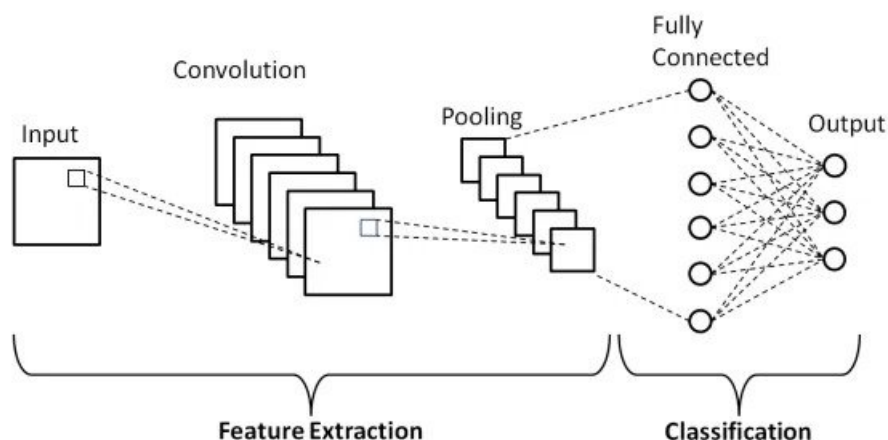 Input
Convolution
Pooling
Fully
Connected
Output
Feature Extraction
Classification